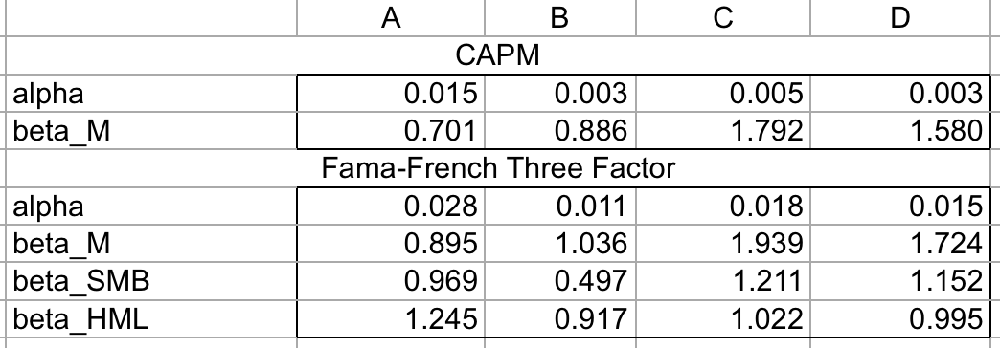 A B C D
CAPM
alpha 0.015 0.003 0.005 0.003
beta_M 0.701 0.886 1.792 1.580
Fama-French Three Factor
alpha 0.028 0.011 0.018 0.015
beta_M 0.895 1.036 1.939 1.724
beta_SMB 0.969 0.497 1.211 1.152
beta_HML 1.245 0.917 1.022 0.995